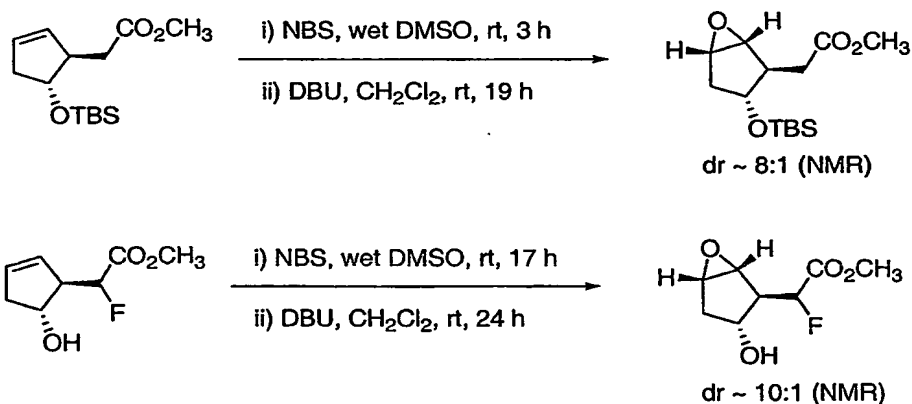 CO₂CH₃
OTBS
i) NBS, wet DMSO, rt, 3 h
ii) DBU, CH₂Cl₂, rt, 19 h
O
H
H
CO₂CH₃
OTBS
dr ~ 8:1 (NMR)
CO₂CH₃
F
OH
i) NBS, wet DMSO, rt, 17 h
ii) DBU, CH₂Cl₂, rt, 24 h
O
H
H
CO₂CH₃
F
OH
dr ~ 10:1 (NMR)